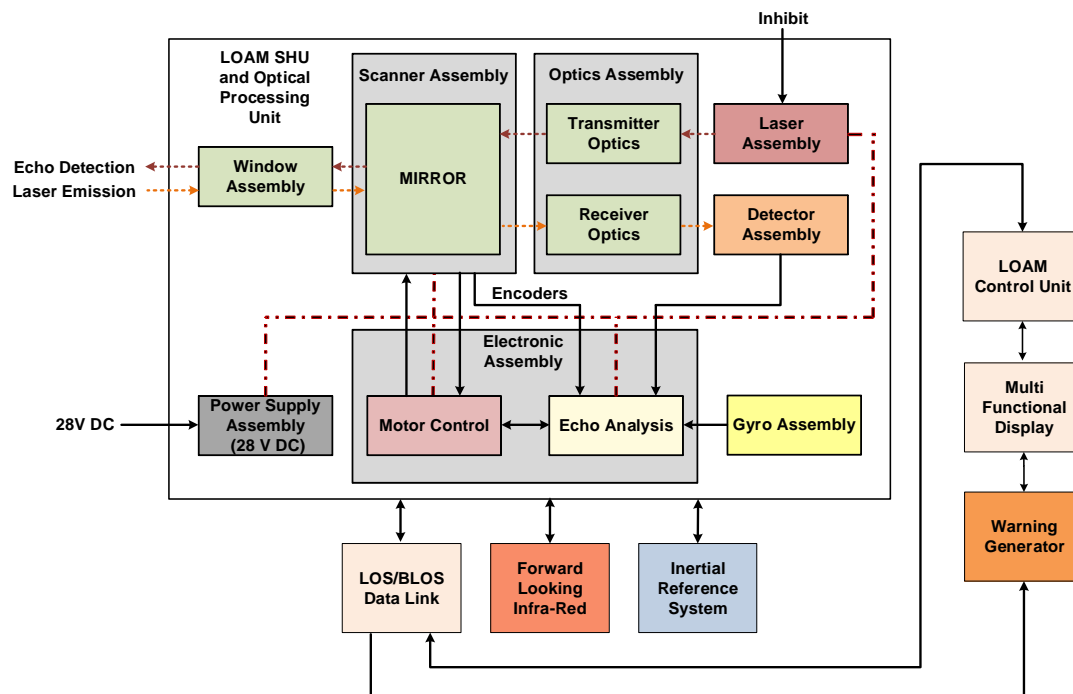 Inhibit
LOAM SHU
and Optical
Processing
Unit
Scanner Assembly
Optics Assembly
Transmitter
Optics
Laser
Assembly
Echo Detection
Laser Emission
Window
Assembly
MIRROR
Receiver
Optics
Detector
Assembly
LOAM
Control Unit
Encoders
Electronic
Assembly
Multi
Functional
Display
28V DC
Power Supply
Assembly
(28 V DC)
Motor Control
Echo Analysis
Gyro Assembly
Warning
Generator
LOS/BLOS
Data Link
Forward
Looking
Infra-Red
Inertial
Reference
System